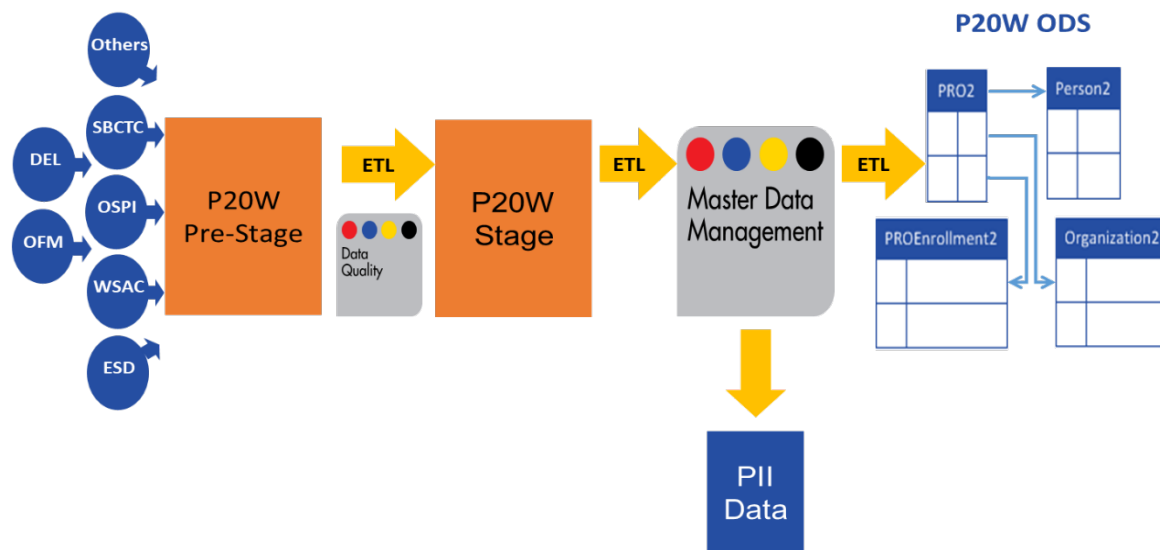 P20W ODS
Others
SBCTC
DEL
OSPI
OFM
WSAC
ESD
P20W
Pre-Stage
ETL
Data
Quality
P20W
Stage
ETL
Master Data
Management
ETL
PRO2
Person2
PROEnrollment2
Organization2
PII
Data